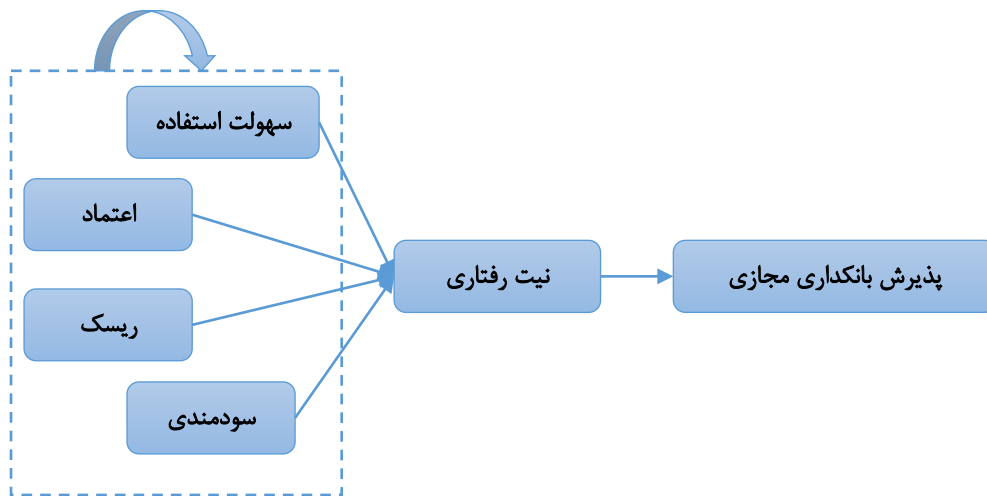 سهولت استفاده
اعتماد
ریسک
سودمندی
نیت رفتاری
پذیرش بانکداری مجازی